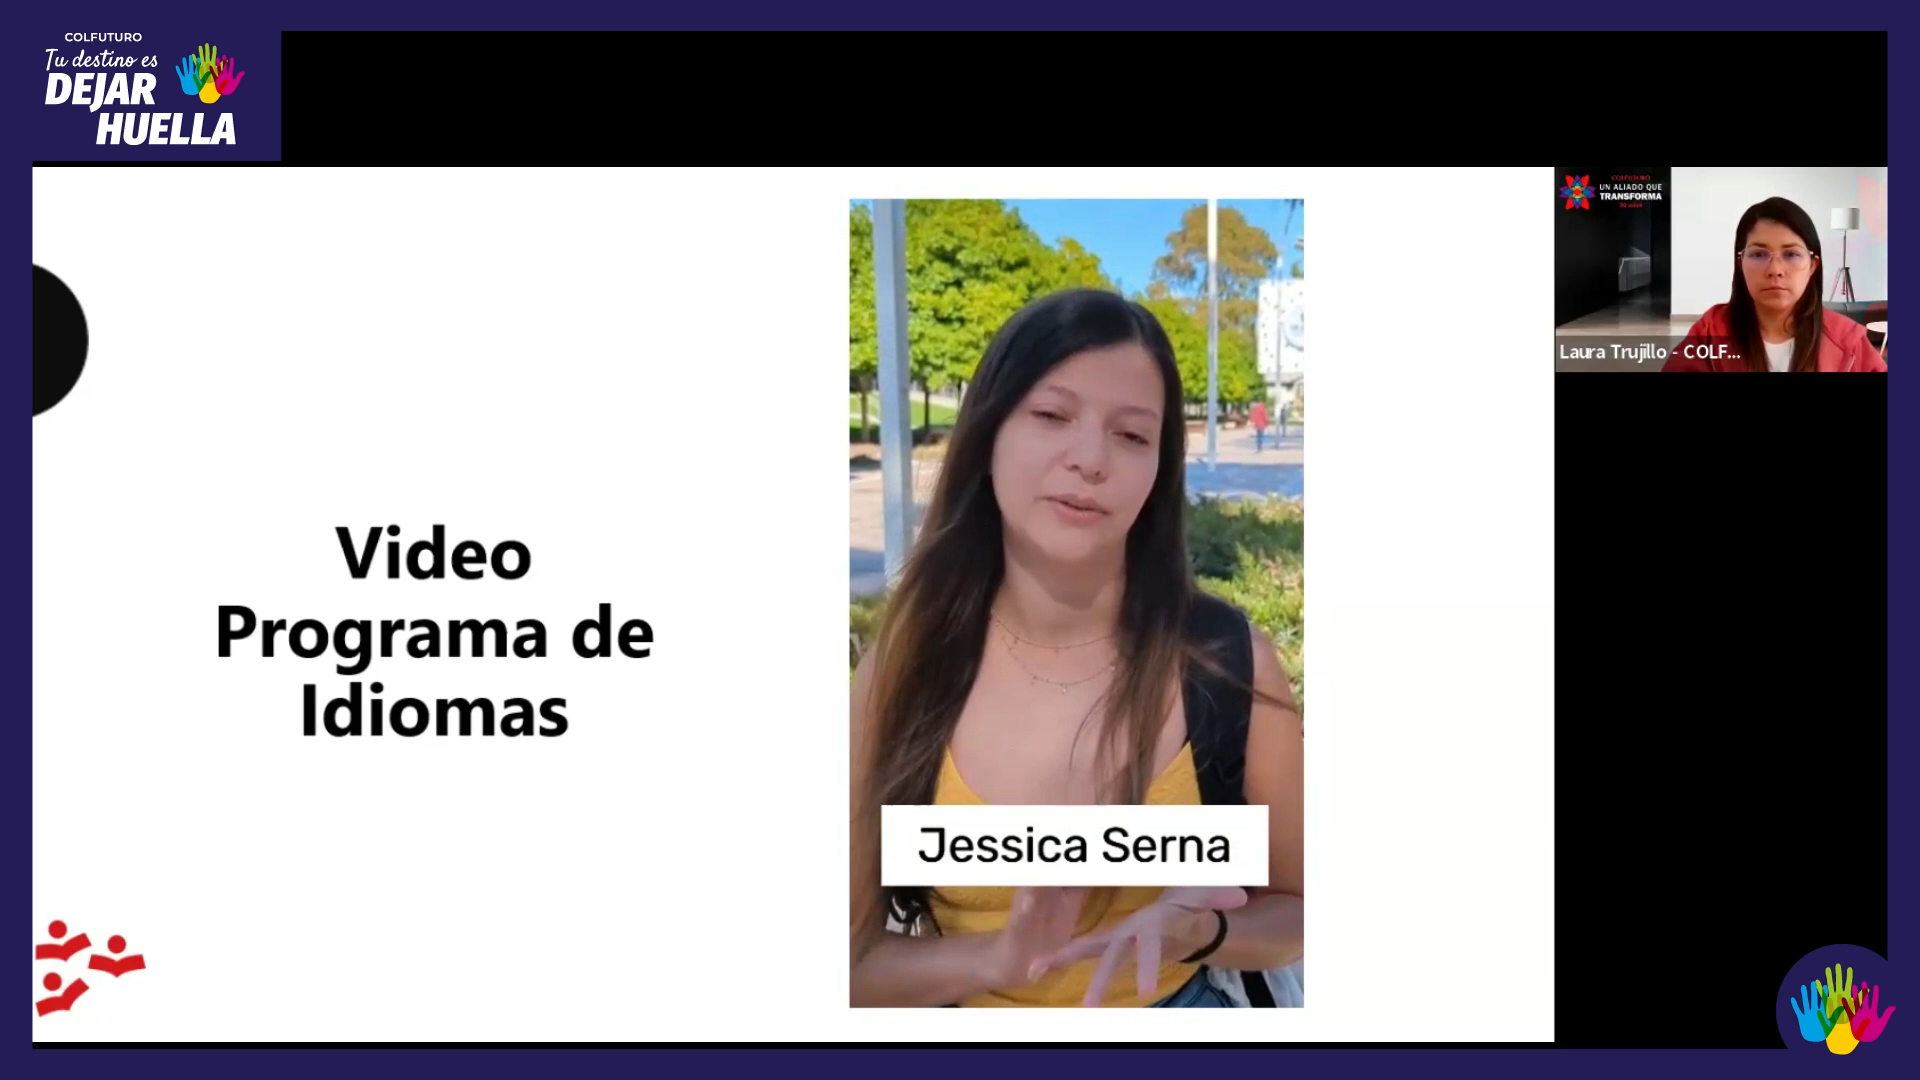 COLFUTURO
Tu destino es
DEJAR
HUELLA
COLFUTURO
UN ALIADO QUE
TRANSFORMA
Laura Trujillo - COLF...
Video
Programa de
Idiomas
Jessica Serna